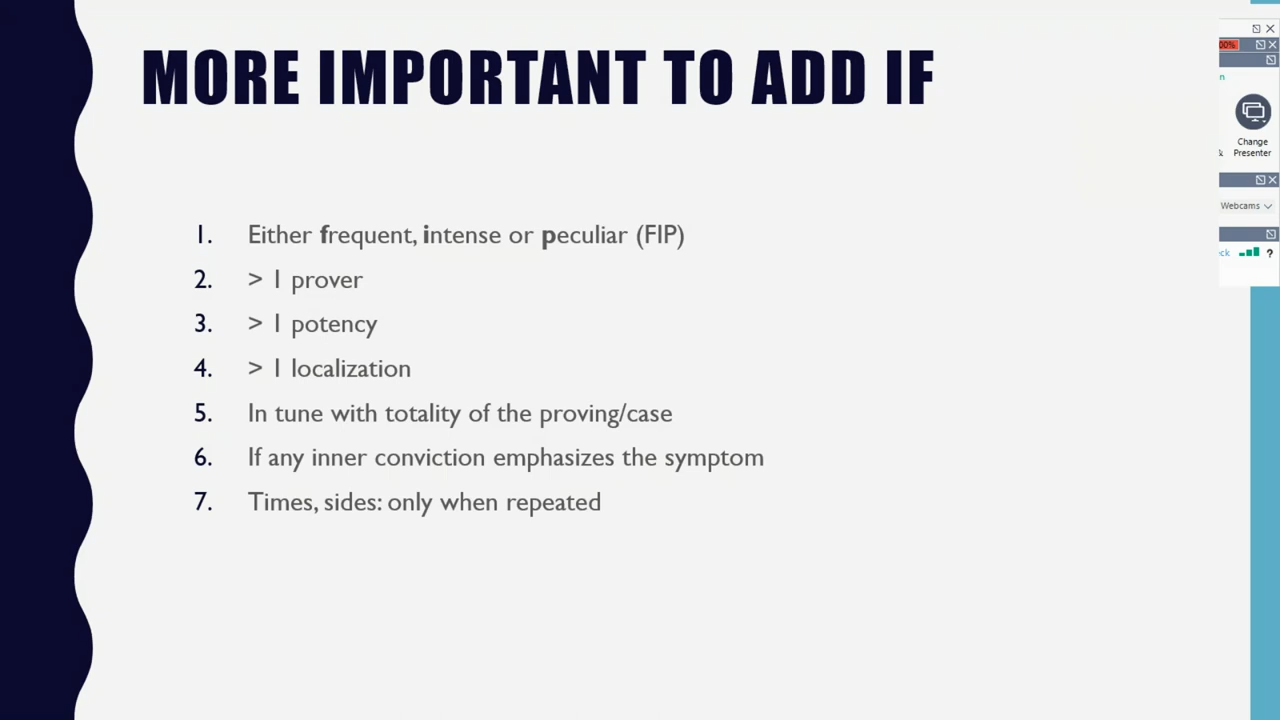 MORE IMPORTANT TO ADD IF
1. Either frequent, intense or peculiar (FIP)
2. > 1 prover
3. > 1 potency
4. > 1 localization
5. In tune with totality of the proving/case
6. If any inner conviction emphasizes the symptom
7. Times, sides: only when repeated
00%
Change
& Presenter
Webcams
?